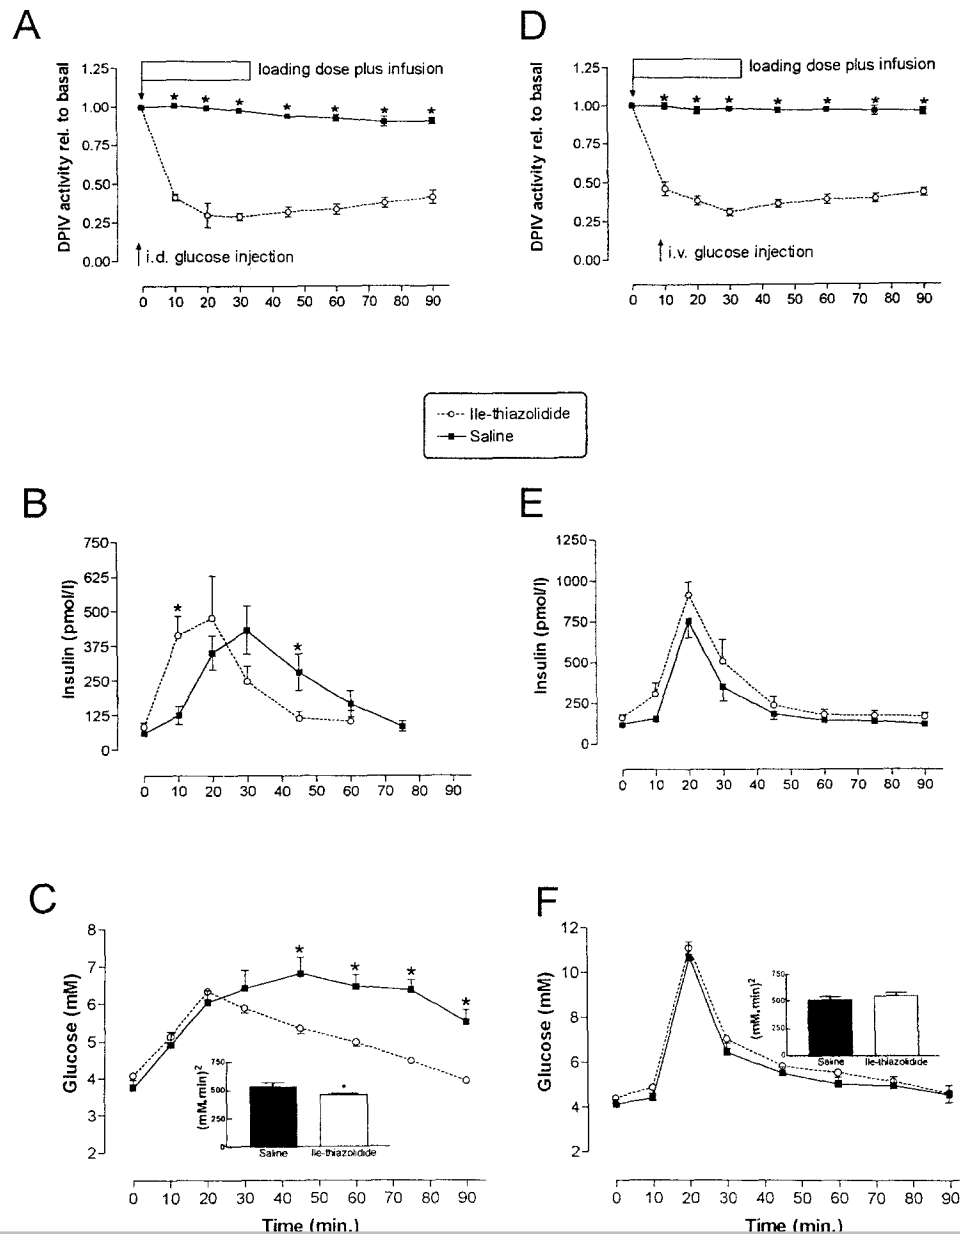 A
D
loading dose plus infusion
DPIV activity rel. to basal
1.25
1.00
0.75
0.50
0.25
0.00
* * * * * * *
i.d. glucose injection
0 10 20 30 40 50 60 70 80 90
loading dose plus infusion
DPIV activity rel. to basal
1.25
1.00
0.75
0.50
0.25
0.00
* * * * * * *
i.v. glucose injection
0 10 20 30 40 50 60 70 80 90
Ile-thiazolidide
Saline
B
E
Insulin (pmol/l)
750
625
500
375
250
125
0
* *
0 10 20 30 40 50 60 70 80 90
Insulin (pmol/l)
1250
1000
750
500
250
0
0 10 20 30 40 50 60 70 80 90
C
F
Glucose (mM)
8
7
6
5
4
3
2
* * * *
(mM.min)2
750
500
250
0
*
Saline Ile-thiazolidide
0 10 20 30 40 50 60 70 80 90
Time (min.)
Glucose (mM)
12
10
8
6
4
2
(mM.min)2
750
500
250
0
Saline Ile-thiazolidide
0 10 20 30 40 50 60 70 80 90
Time (min.)